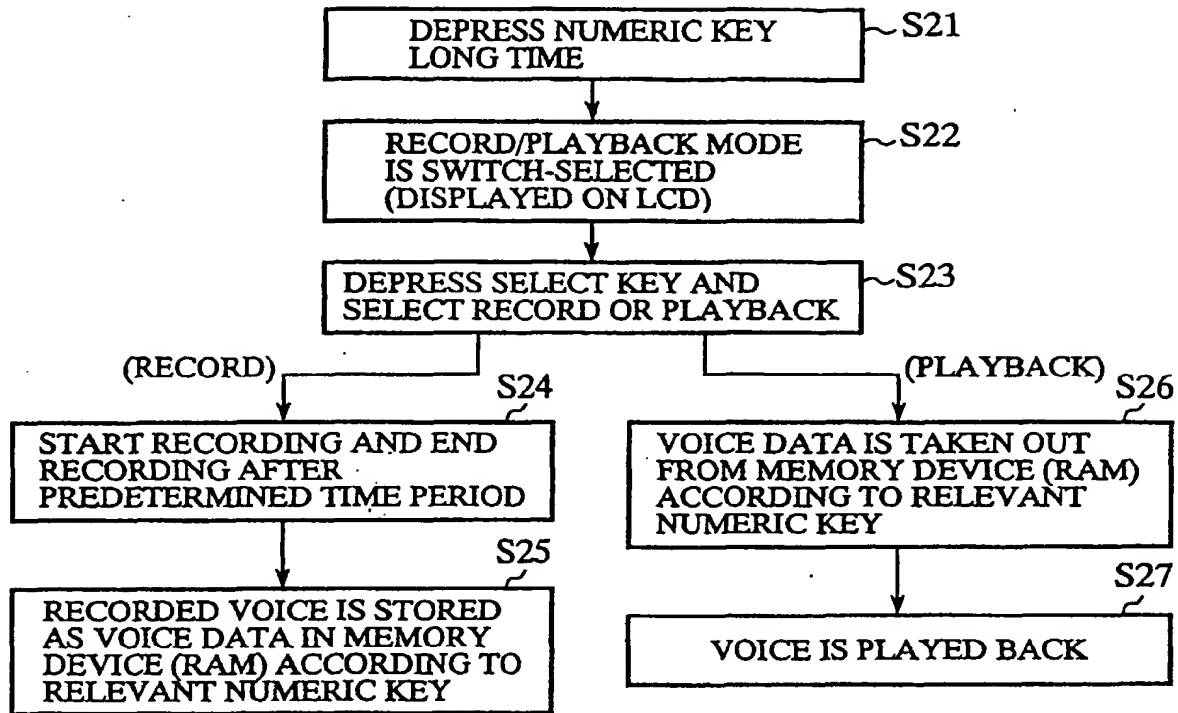 DEPRESS NUMERIC KEY
LONG TIME
S21
RECORD/PLAYBACK MODE
IS SWITCH-SELECTED
(DISPLAYED ON LCD)
S22
DEPRESS SELECT KEY AND
SELECT RECORD OR PLAYBACK
S23
(RECORD)
S24
START RECORDING AND END
RECORDING AFTER
PREDETERMINED TIME PERIOD
S25
RECORDED VOICE IS STORED
AS VOICE DATA IN MEMORY
DEVICE (RAM) ACCORDING TO
RELEVANT NUMERIC KEY
(PLAYBACK)
S26
VOICE DATA IS TAKEN OUT
FROM MEMORY DEVICE (RAM)
ACCORDING TO RELEVANT
NUMERIC KEY
S27
VOICE IS PLAYED BACK